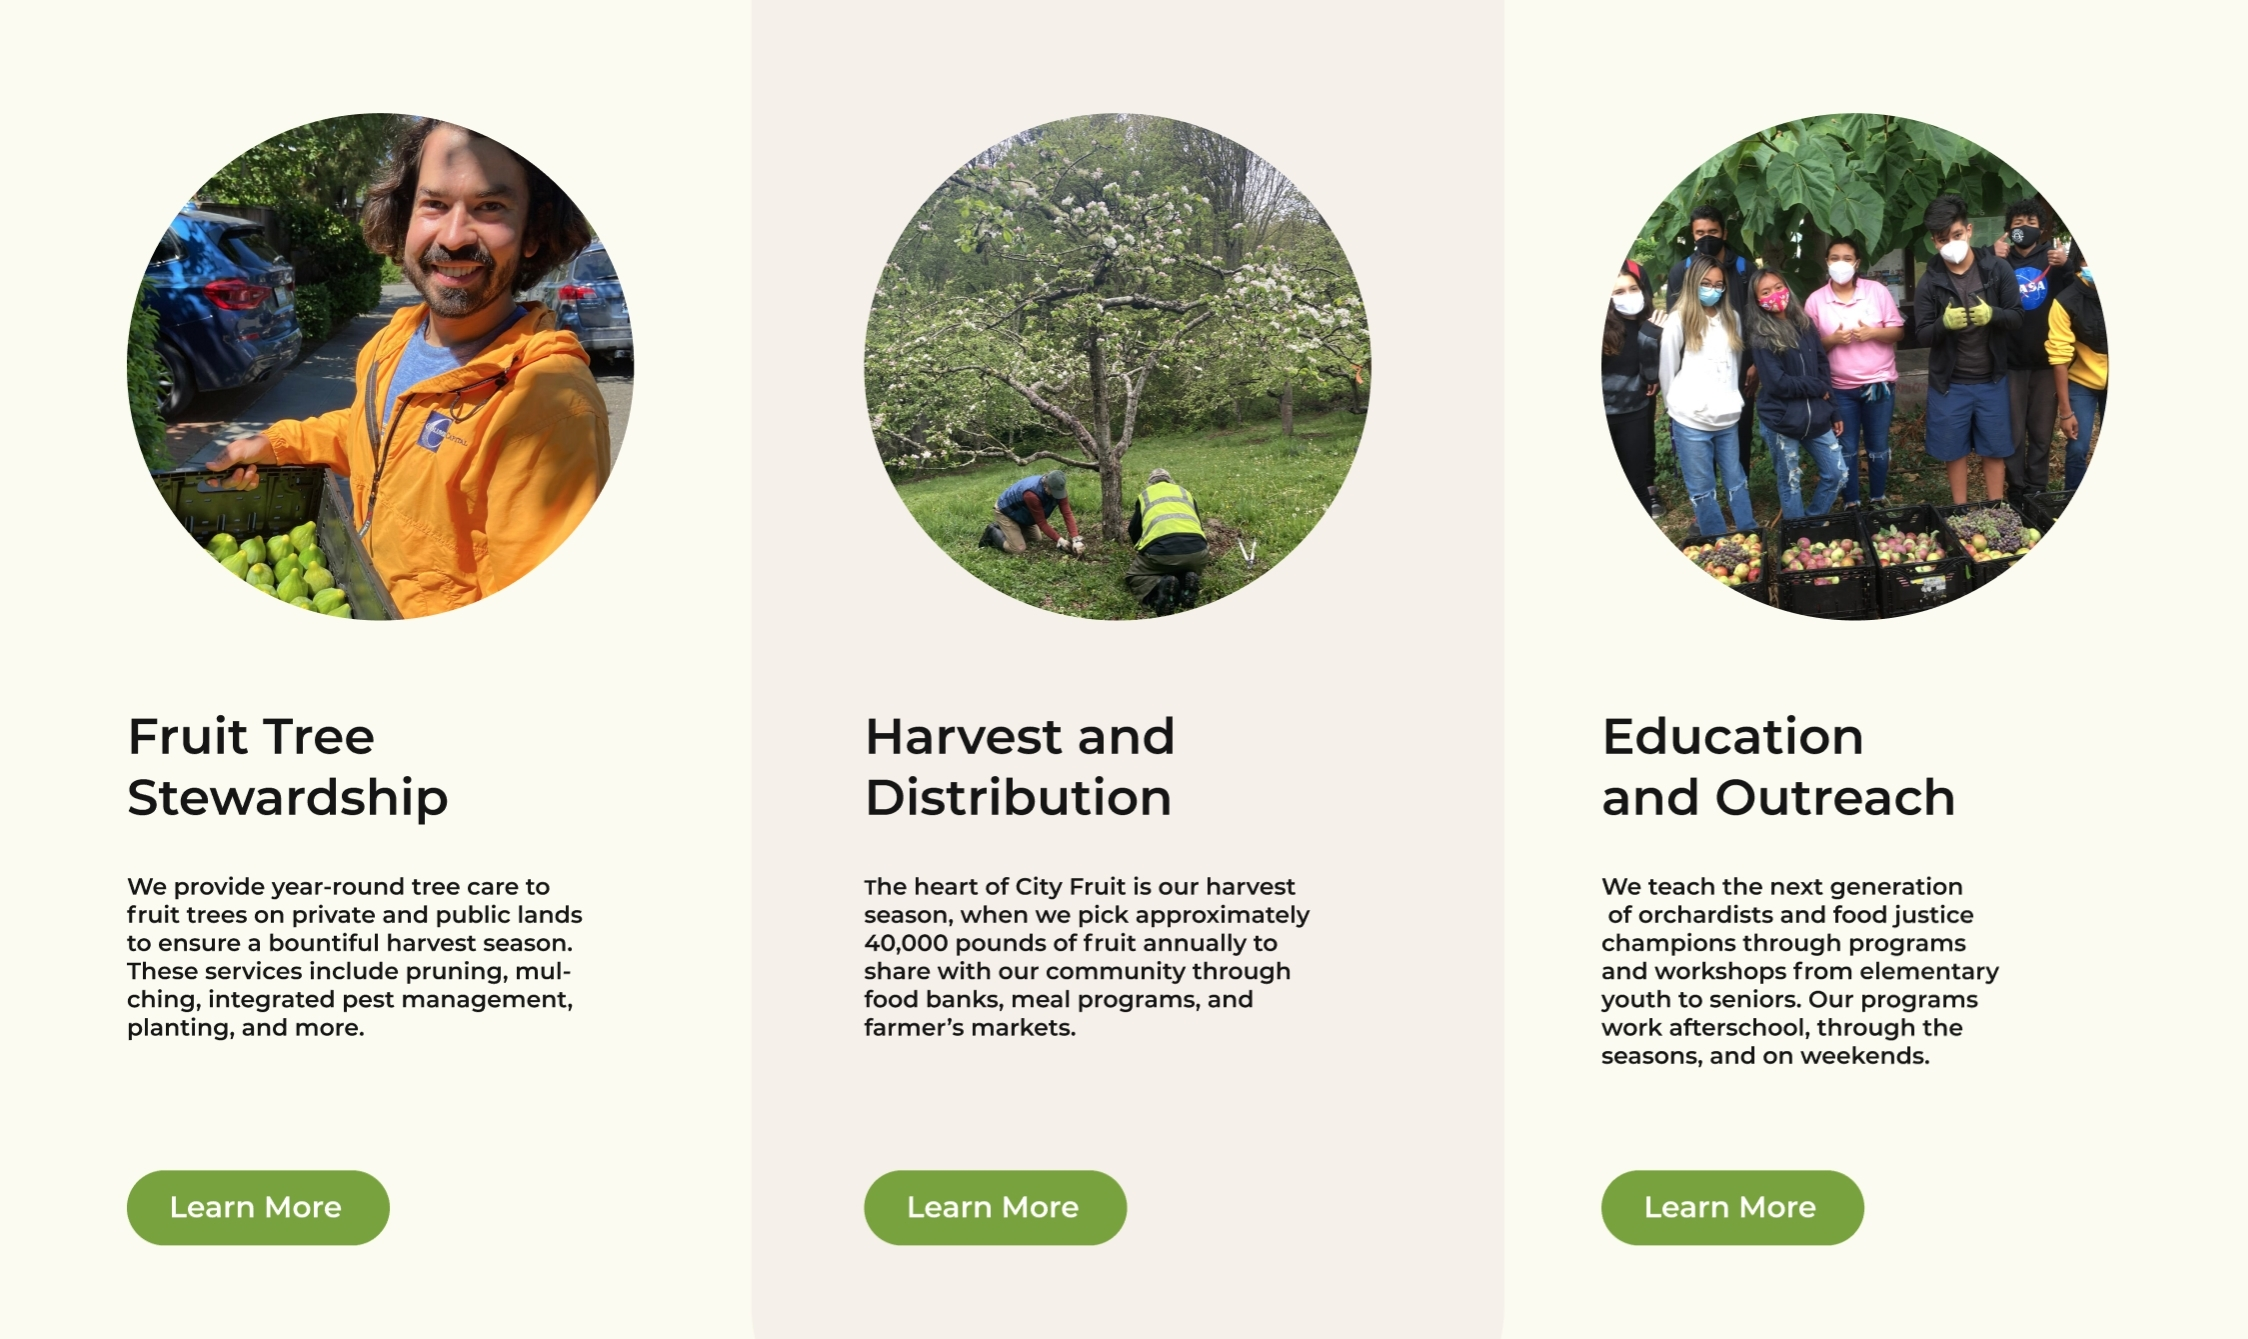 Fruit Tree
Stewardship
We provide year-round tree care to
fruit trees on private and public lands
to ensure a bountiful harvest season.
These services include pruning, mul-
ching, integrated pest management,
planting, and more.
Learn More
Harvest and
Distribution
The heart of City Fruit is our harvest
season, when we pick approximately
40,000 pounds of fruit annually to
share with our community through
food banks, meal programs, and
farmer’s markets.
Learn More
Education
and Outreach
We teach the next generation
of orchardists and food justice
champions through programs
and workshops from elementary
youth to seniors. Our programs
work afterschool, through the
seasons, and on weekends.
Learn More